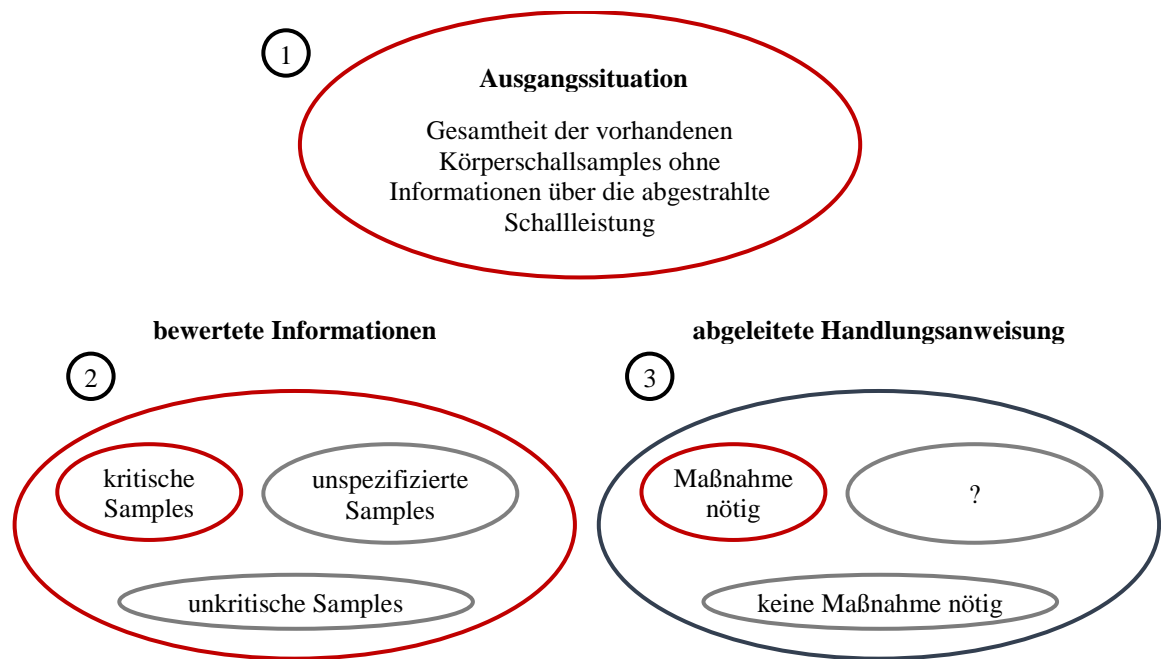 1
Ausgangssituation
Gesamtheit der vorhandenen
Körperschallsamples ohne
Informationen über die abgestrahlte
Schallleistung
bewertete Informationen
2
kritische
Samples
unspezifizierte
Samples
unkritische Samples
abgeleitete Handlungsanweisung
3
Maßnahme
nötig
?
keine Maßnahme nötig